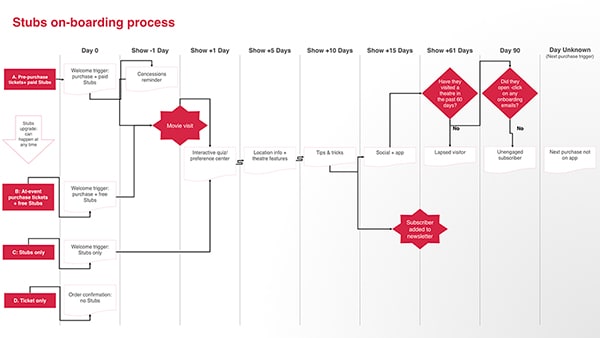 Stubs on-boarding process
Day 0
Show -1 Day
Show +1 Day
Show +5 Days
Show +10 Days
Show +15 Days
Show +61 Days
Day 90
Day Unknown
(Next purchase trigger)
A. Pre-purchase
tickets+ paid Stubs
Welcome trigger:
purchase + paid
Stubs
Concessions
reminder
Have they
visited a
theatre in
the past 60
days?
Did they
open -click
on any
onboarding
emails?
Stubs
upgrade:
can
happen at
any time
Movie visit
No
No
Interactive quiz/
preference center
Location info +
theatre features
Tips & tricks
Social + app
Lapsed visitor
Unengaged
subscriber
Next purchase not
on app
B: At-event
purchase tickets
+ free Stubs
Welcome trigger:
purchase + free
Stubs
Subscriber
added to
newsletter
C: Stubs only
Welcome trigger:
Stubs only
D. Ticket only
Order confirmation:
no Stubs